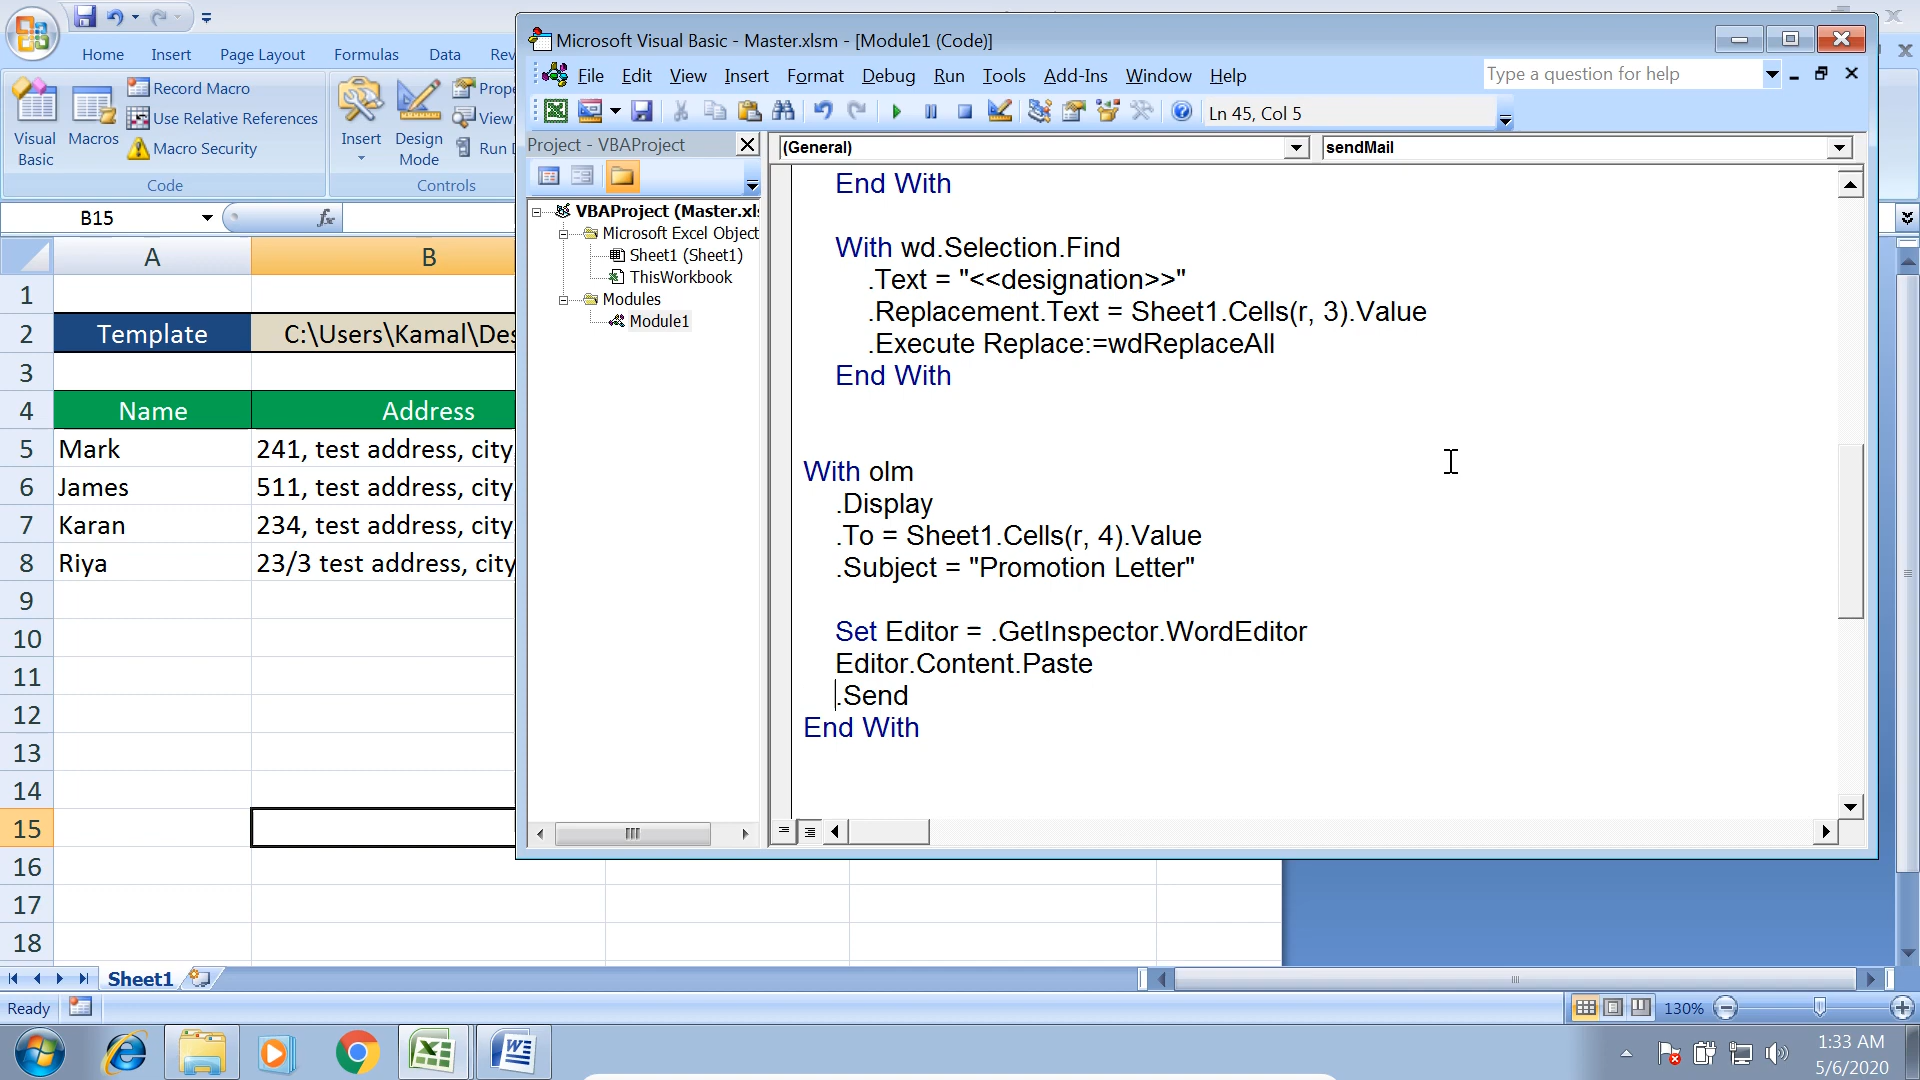 Home Insert Page Layout Formulas Data Rev
Visual Basic
Macros
Record Macro
Use Relative References
Macro Security
Code
Insert
Design Mode
Prope
View
Run D
Controls
B15
fx
A B
1
2 Template C:\Users\Kamal\Des
3
4 Name Address
5 Mark 241, test address, city,
6 James 511, test address, city,
7 Karan 234, test address, city,
8 Riya 23/3 test address, city
9
10
11
12
13
14
15
16
17
18
Sheet1
Ready
130%
Microsoft Visual Basic - Master.xlsm - [Module1 (Code)]
File Edit View Insert Format Debug Run Tools Add-Ins Window Help
Type a question for help
Ln 45, Col 5
Project - VBAProject
VBAProject (Master.xl
Microsoft Excel Object
Sheet1 (Sheet1)
ThisWorkbook
Modules
Module1
(General)
sendMail
End With
With wd.Selection.Find
.Text = "<<designation>>"
.Replacement.Text = Sheet1.Cells(r, 3).Value
.Execute Replace:=wdReplaceAll
End With
With olm
.Display
.To = Sheet1.Cells(r, 4).Value
.Subject = "Promotion Letter"
Set Editor = .GetInspector.WordEditor
Editor.Content.Paste
.Send
End With
1:33 AM
5/6/2020